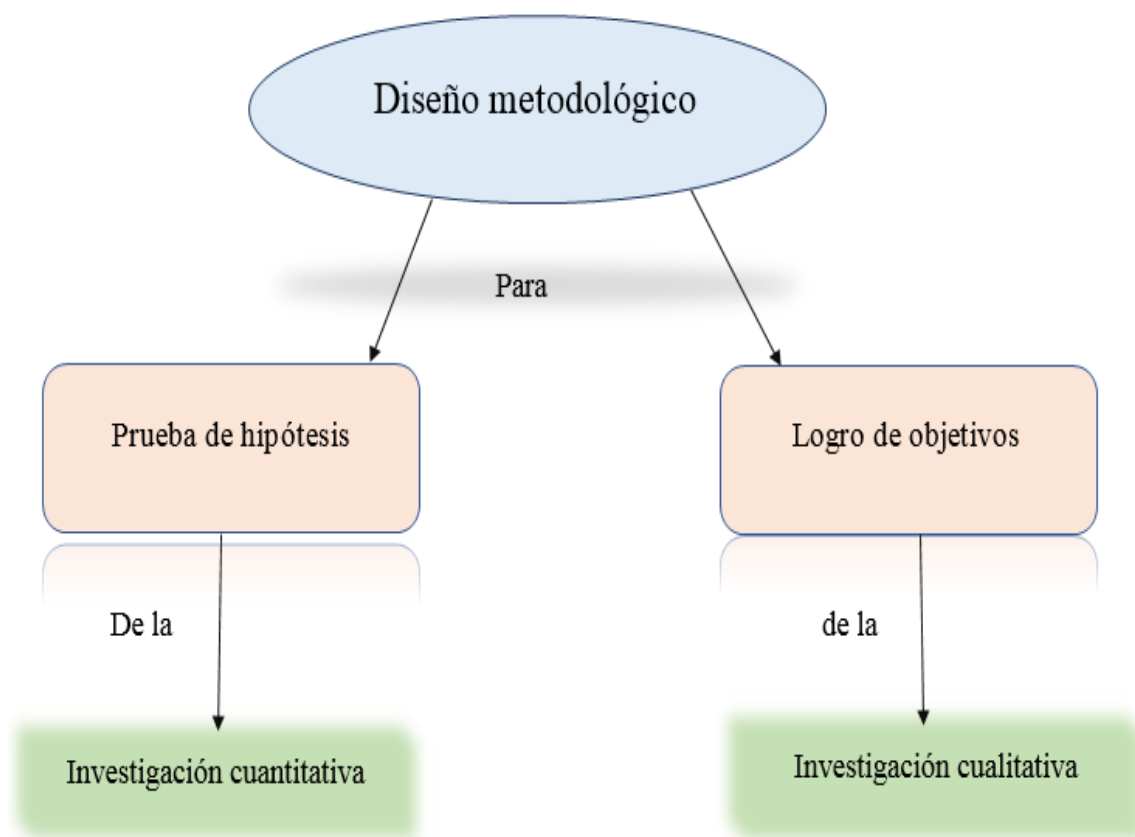 Diseño metodológico
Para
Prueba de hipótesis
Logro de objetivos
De la
de la
Investigación cuantitativa
Investigación cualitativa